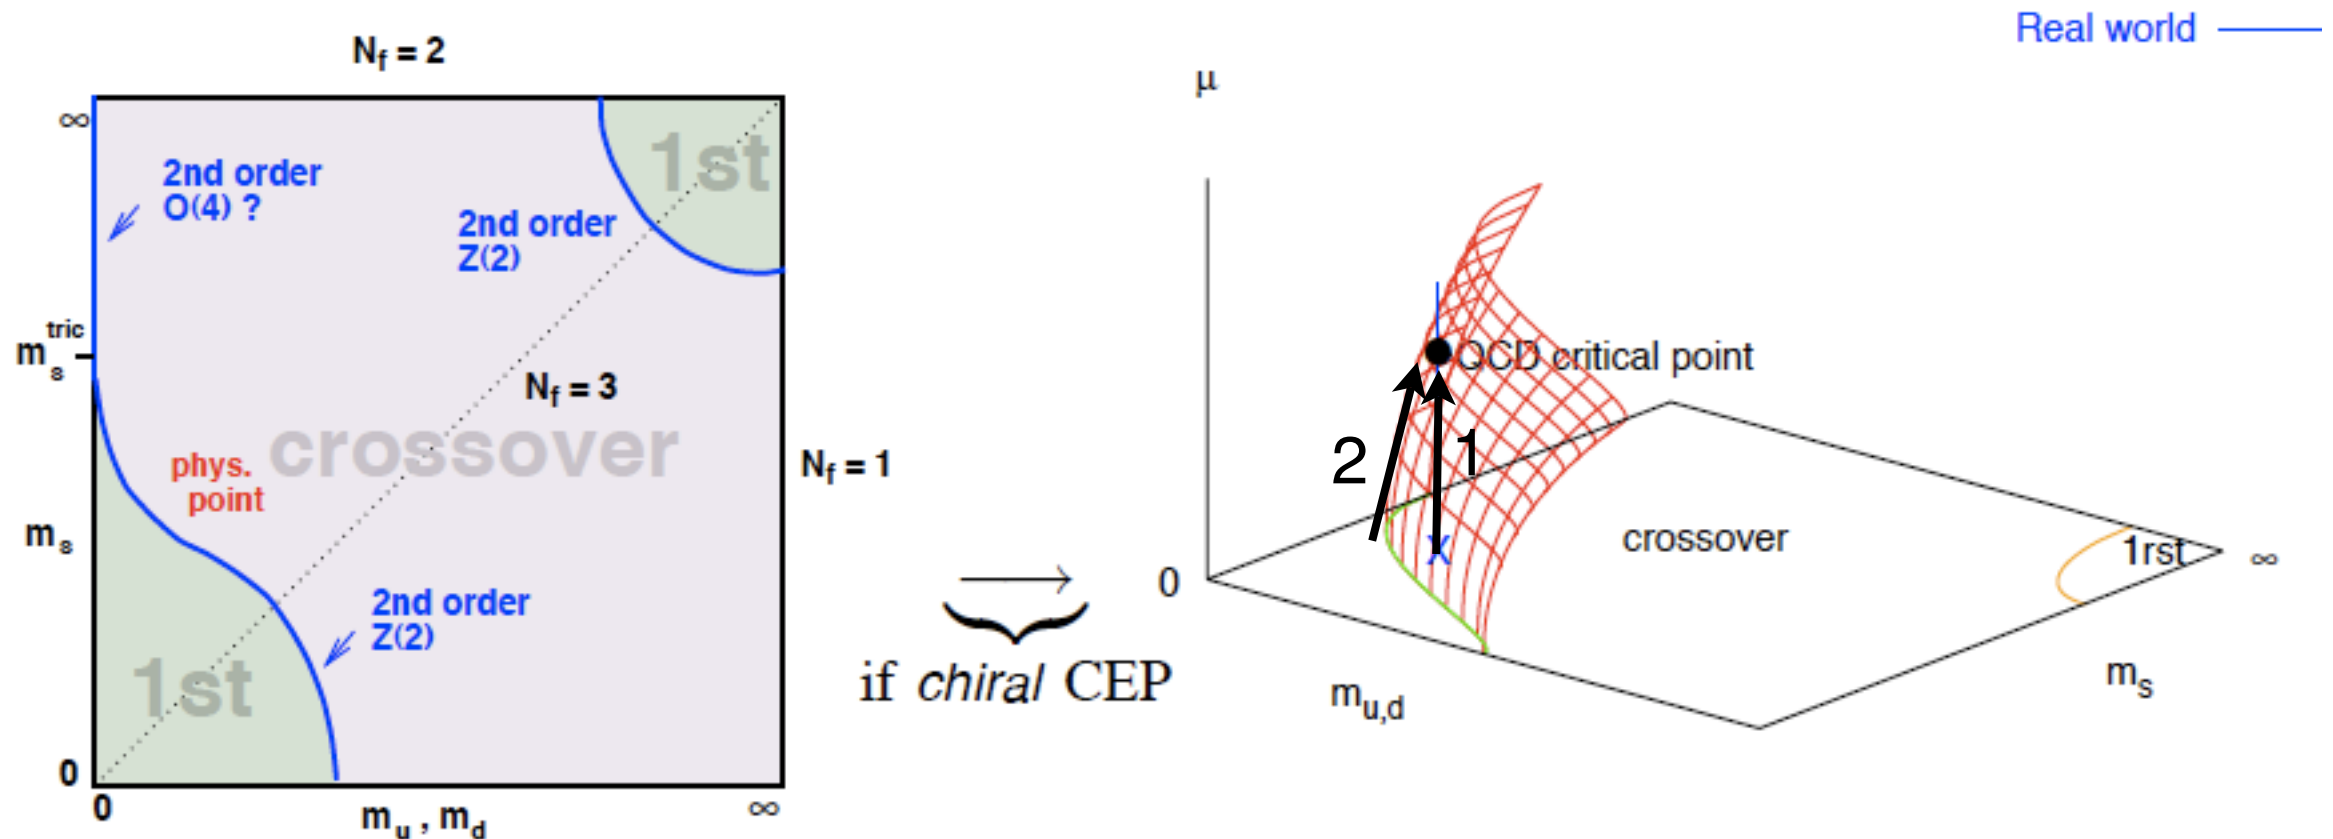 N_f = 2
∞
2nd order
O(4) ?
1st
2nd order
Z(2)
m_s^tric
N_f = 3
crossover
phys.
point
N_f = 1
m_s
2nd order
Z(2)
1st
0
0
m_u , m_d
∞
if chiral CEP
Real world
μ
QCD critical point
2
1
crossover
X
0
1rst
∞
m_u,d
m_s